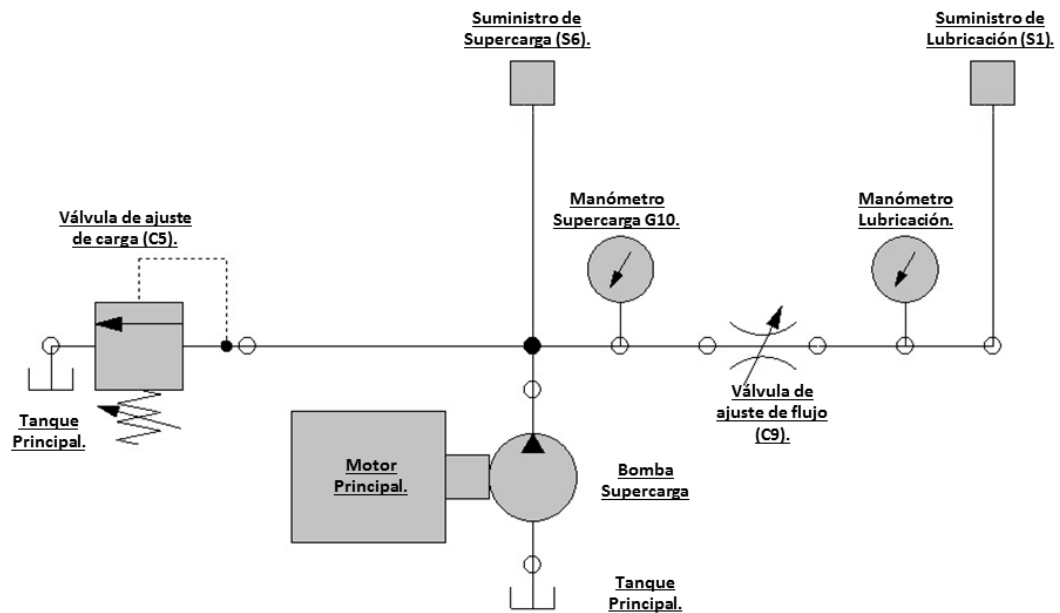 Suministro de
Supercarga (S6).
Suministro de
Lubricación (S1).
Manómetro
Supercarga G10.
Manómetro
Lubricación.
Válvula de ajuste
de carga (C5).
Tanque
Principal.
Válvula de
ajuste de flujo
(C9).
Motor
Principal.
Bomba
Supercarga
Tanque
Principal.